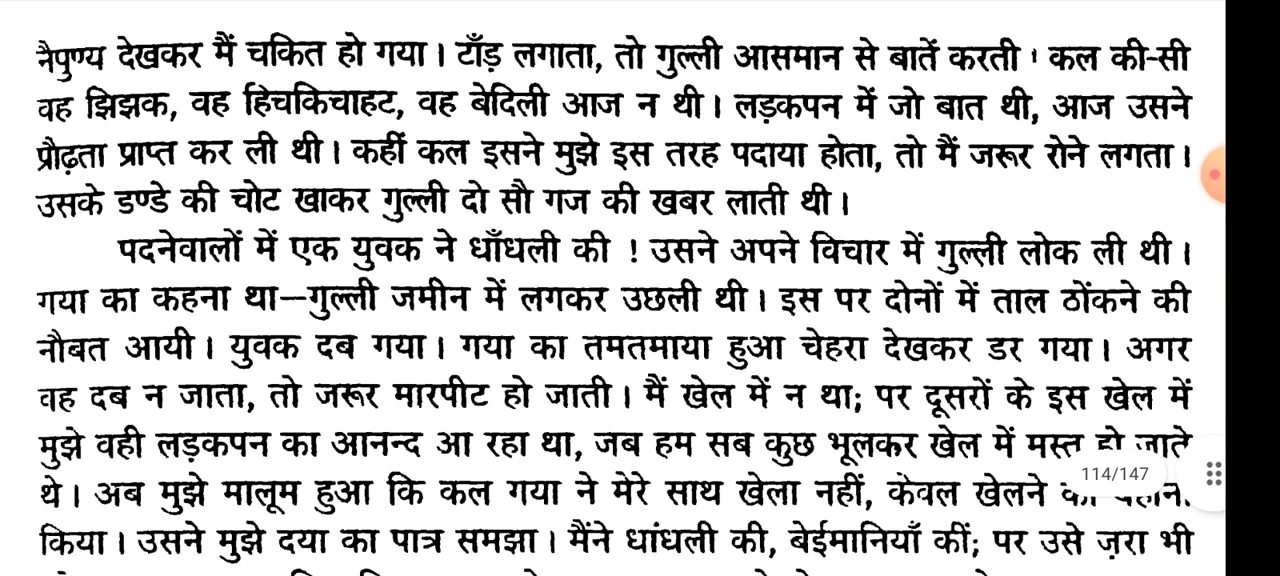 नैपुण्य देखकर मैं चकित हो गया। टाँड़ लगाता, तो गुल्ली आसमान से बातें करती । कल की-सी
वह झिझक, वह हिचकिचाहट, वह बेदिली आज न थी। लड़कपन में जो बात थी, आज उसने
प्रौढ़ता प्राप्त कर ली थी। कहीं कल इसने मुझे इस तरह पदाया होता, तो मैं जरूर रोने लगता।
उसके डण्डे की चोट खाकर गुल्ली दो सौ गज की खबर लाती थी।
पदनेवालों में एक युवक ने धाँधली की ! उसने अपने विचार में गुल्ली लोक ली थी।
गया का कहना था—गुल्ली जमीन में लगकर उछली थी। इस पर दोनों में ताल ठोंकने की
नौबत आयी। युवक दब गया। गया का तमतमाया हुआ चेहरा देखकर डर गया। अगर
वह दब न जाता, तो जरूर मारपीट हो जाती। मैं खेल में न था; पर दूसरों के इस खेल में
मुझे वही लड़कपन का आनन्द आ रहा था, जब हम सब कुछ भूलकर खेल में मस्त हो जाते
114/147
थे। अब मुझे मालूम हुआ कि कल गया ने मेरे साथ खेला नहीं, केवल खेलने
किया। उसने मुझे दया का पात्र समझा। मैंने धांधली की, बेईमानियाँ कीं; पर उसे ज़रा भी